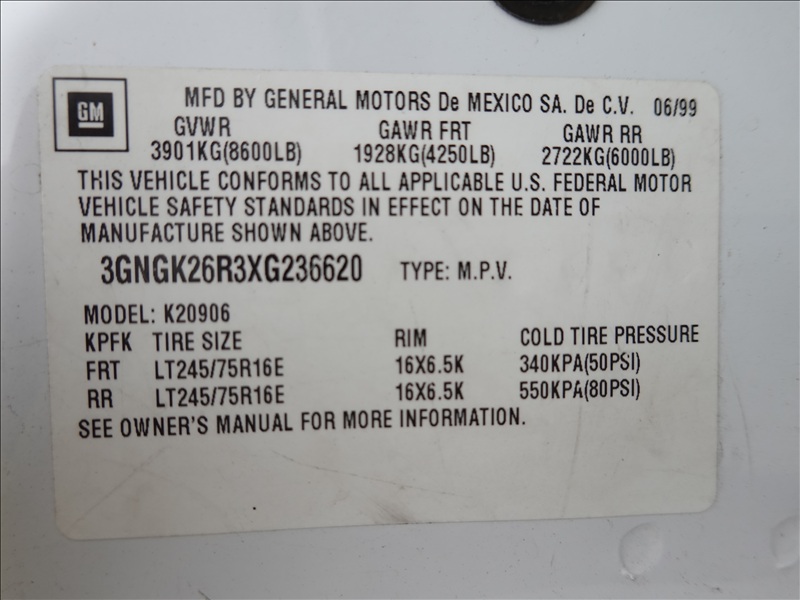 GM
MFD BY GENERAL MOTORS De MEXICO SA. De C.V. 06/99
GVWR GAWR FRT GAWR RR
3901KG(8600LB) 1928KG(4250LB) 2722KG(6000LB)
THIS VEHICLE CONFORMS TO ALL APPLICABLE U.S. FEDERAL MOTOR
VEHICLE SAFETY STANDARDS IN EFFECT ON THE DATE OF
MANUFACTURE SHOWN ABOVE.
3GNGK26R3XG236620 TYPE: M.P.V.
MODEL: K20906
KPFK TIRE SIZE RIM COLD TIRE PRESSURE
FRT LT245/75R16E 16X6.5K 340KPA(50PSI)
RR LT245/75R16E 16X6.5K 550KPA(80PSI)
SEE OWNER'S MANUAL FOR MORE INFORMATION.